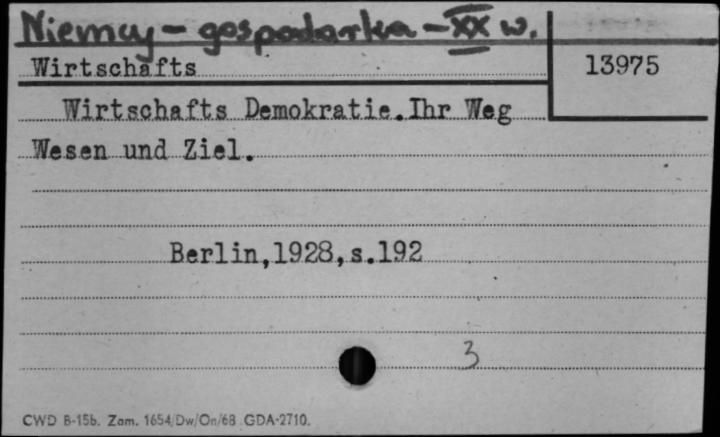 Niemcy - gospodarka - XX w.
Wirtschafts
13975
Wirtschafts Demokratie.Ihr Weg
Wesen und Ziel.
Berlin,1928,s.192
3
CWD B-15b. Zam. 1654/Dw/On/68 GDA-2710.